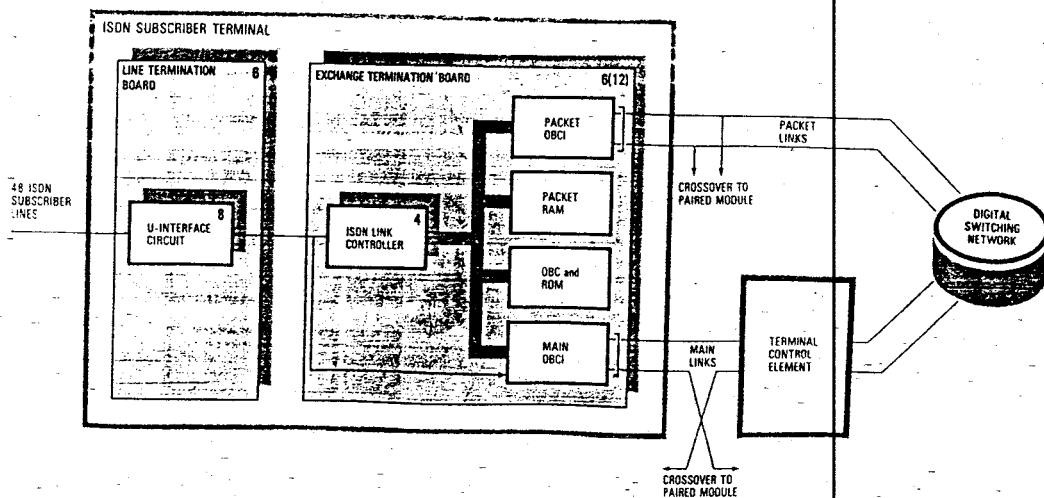 ISDN SUBSCRIBER TERMINAL
LINE TERMINATION
BOARD
6
EXCHANGE TERMINATION BOARD
6(12)
PACKET
OBCI
PACKET
LINKS
CROSSOVER TO
PAIRED MODULE
48 ISDN
SUBSCRIBER
LINES
8
U-INTERFACE
CIRCUIT
4
ISDN LINK
CONTROLLER
PACKET
RAM
DIGITAL
SWITCHING
NETWORK
OBC and
ROM
MAIN
OBCI
MAIN
LINKS
TERMINAL
CONTROL
ELEMENT
CROSSOVER TO
PAIRED MODULE